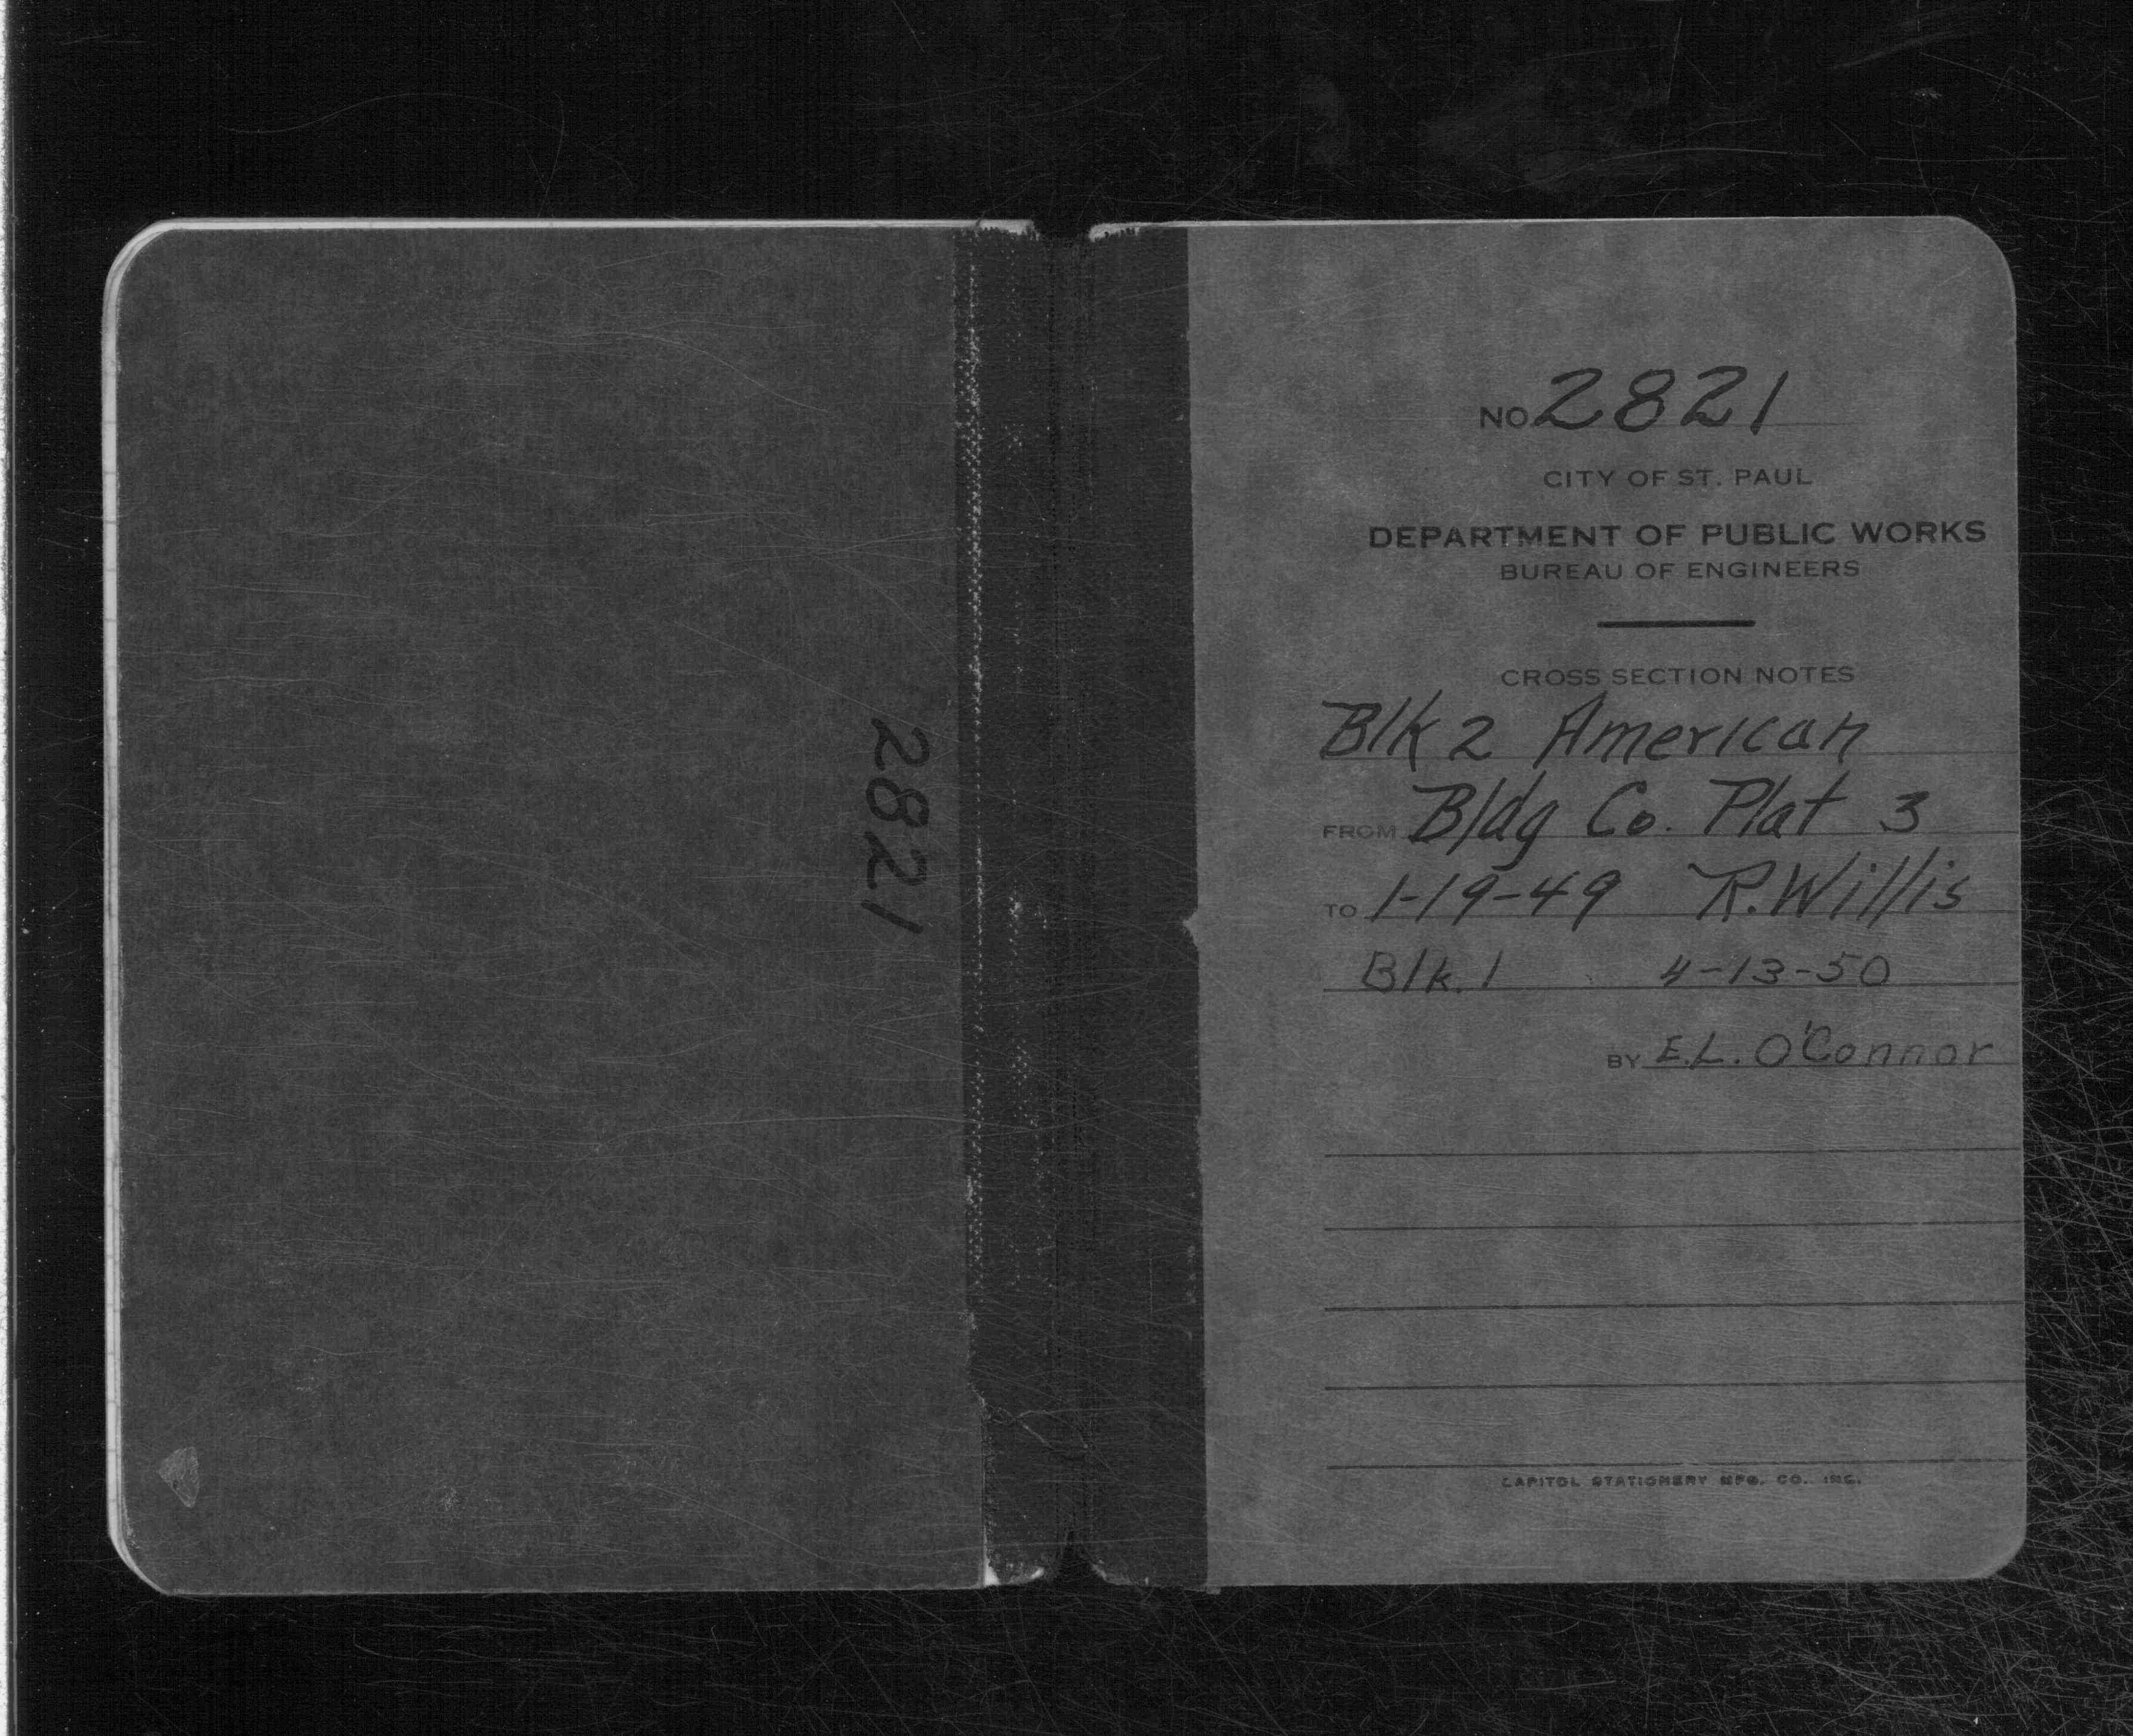 2821
NO. 2821
CITY OF ST. PAUL
DEPARTMENT OF PUBLIC WORKS
BUREAU OF ENGINEERS
CROSS SECTION NOTES
Blk 2 American
FROM Bldg Co. Plat 3
TO 1-19-49 R. Willis
Blk. 1 4-13-50
BY E.L. O'Connor
CAPITOL STATIONERY MFG. CO., INC.